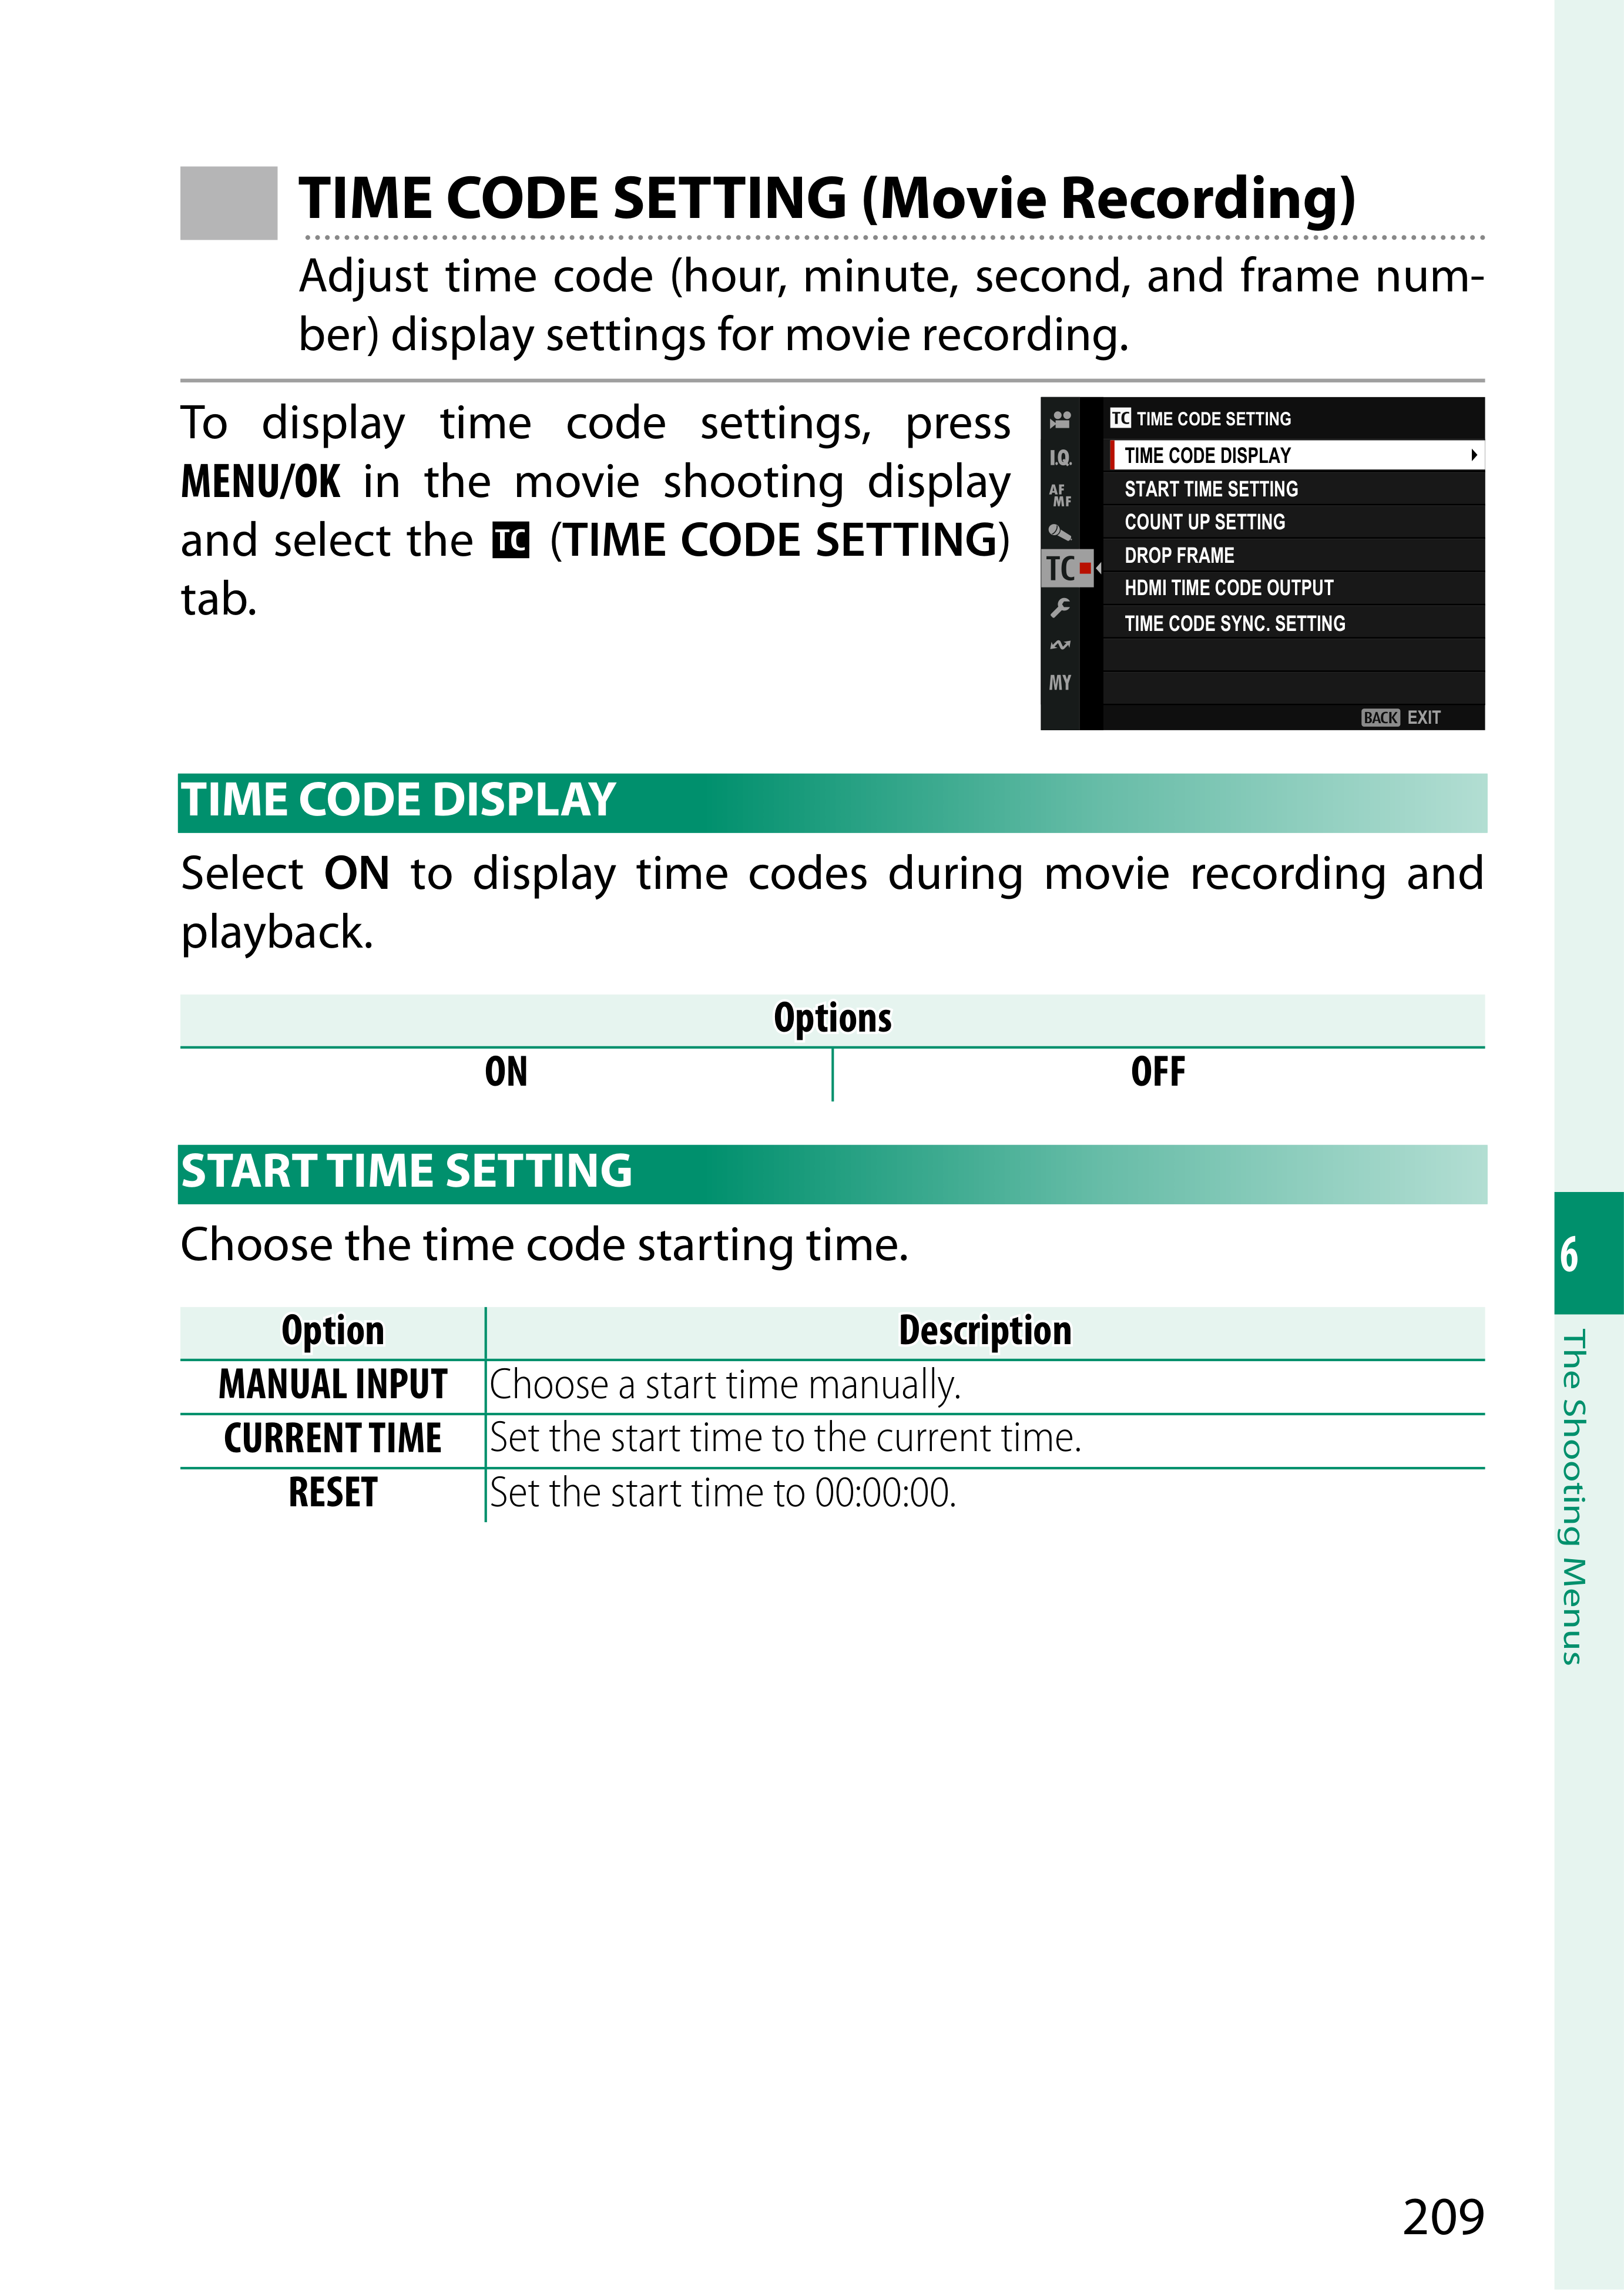 TIME CODE SETTING (Movie Recording)
Adjust time code (hour, minute, second, and frame num-
ber) display settings for movie recording.
To display time code settings, press
MENU/OK in the movie shooting display
and select the TC (TIME CODE SETTING)
tab.
TC TIME CODE SETTING
TIME CODE DISPLAY
START TIME SETTING
COUNT UP SETTING
DROP FRAME
HDMI TIME CODE OUTPUT
TIME CODE SYNC. SETTING
BACK EXIT
I.Q.
AF
MF
TC
MY
TIME CODE DISPLAY
Select ON to display time codes during movie recording and
playback.
Options
ON OFF
START TIME SETTING
Choose the time code starting time.
Option Description
MANUAL INPUT Choose a start time manually.
CURRENT TIME Set the start time to the current time.
RESET Set the start time to 00:00:00.
6
The Shooting Menus
209